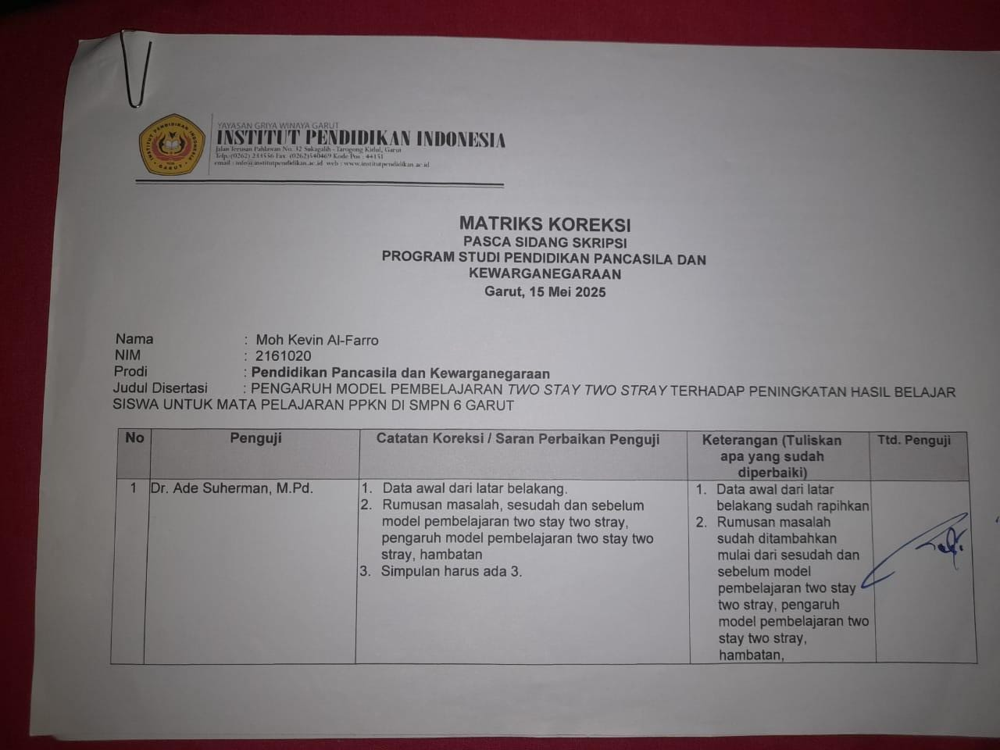 YAYASAN GRIYA WINAYA GARUT
INSTITUT PENDIDIKAN INDONESIA
Jalan Terusan Pahlawan No. 32 Sukagalih - Tarogong Kidul, Garut
Telp.(0262) 233556 Fax. (0262)540469 Kode Pos : 44151
email : info@institutpendidikan.ac.id web : www.institutpendidikan.ac.id
INSTITUT PENDIDIKAN INDONESIA
GARUT
MATRIKS KOREKSI
PASCA SIDANG SKRIPSI
PROGRAM STUDI PENDIDIKAN PANCASILA DAN
KEWARGANEGARAAN
Garut, 15 Mei 2025
Nama : Moh Kevin Al-Farro
NIM : 2161020
Prodi : Pendidikan Pancasila dan Kewarganegaraan
Judul Disertasi : PENGARUH MODEL PEMBELAJARAN TWO STAY TWO STRAY TERHADAP PENINGKATAN HASIL BELAJAR
SISWA UNTUK MATA PELAJARAN PPKN DI SMPN 6 GARUT
No
Penguji
Catatan Koreksi / Saran Perbaikan Penguji
Keterangan (Tuliskan
apa yang sudah
diperbaiki)
Ttd. Penguji
1
Dr. Ade Suherman, M.Pd.
1. Data awal dari latar belakang.
2. Rumusan masalah, sesudah dan sebelum
model pembelajaran two stay two stray,
pengaruh model pembelajaran two stay two
stray, hambatan
3. Simpulan harus ada 3.
1. Data awal dari latar
belakang sudah rapihkan
2. Rumusan masalah
sudah ditambahkan
mulai dari sesudah dan
sebelum model
pembelajaran two stay
two stray, pengaruh
model pembelajaran two
stay two stray,
hambatan,